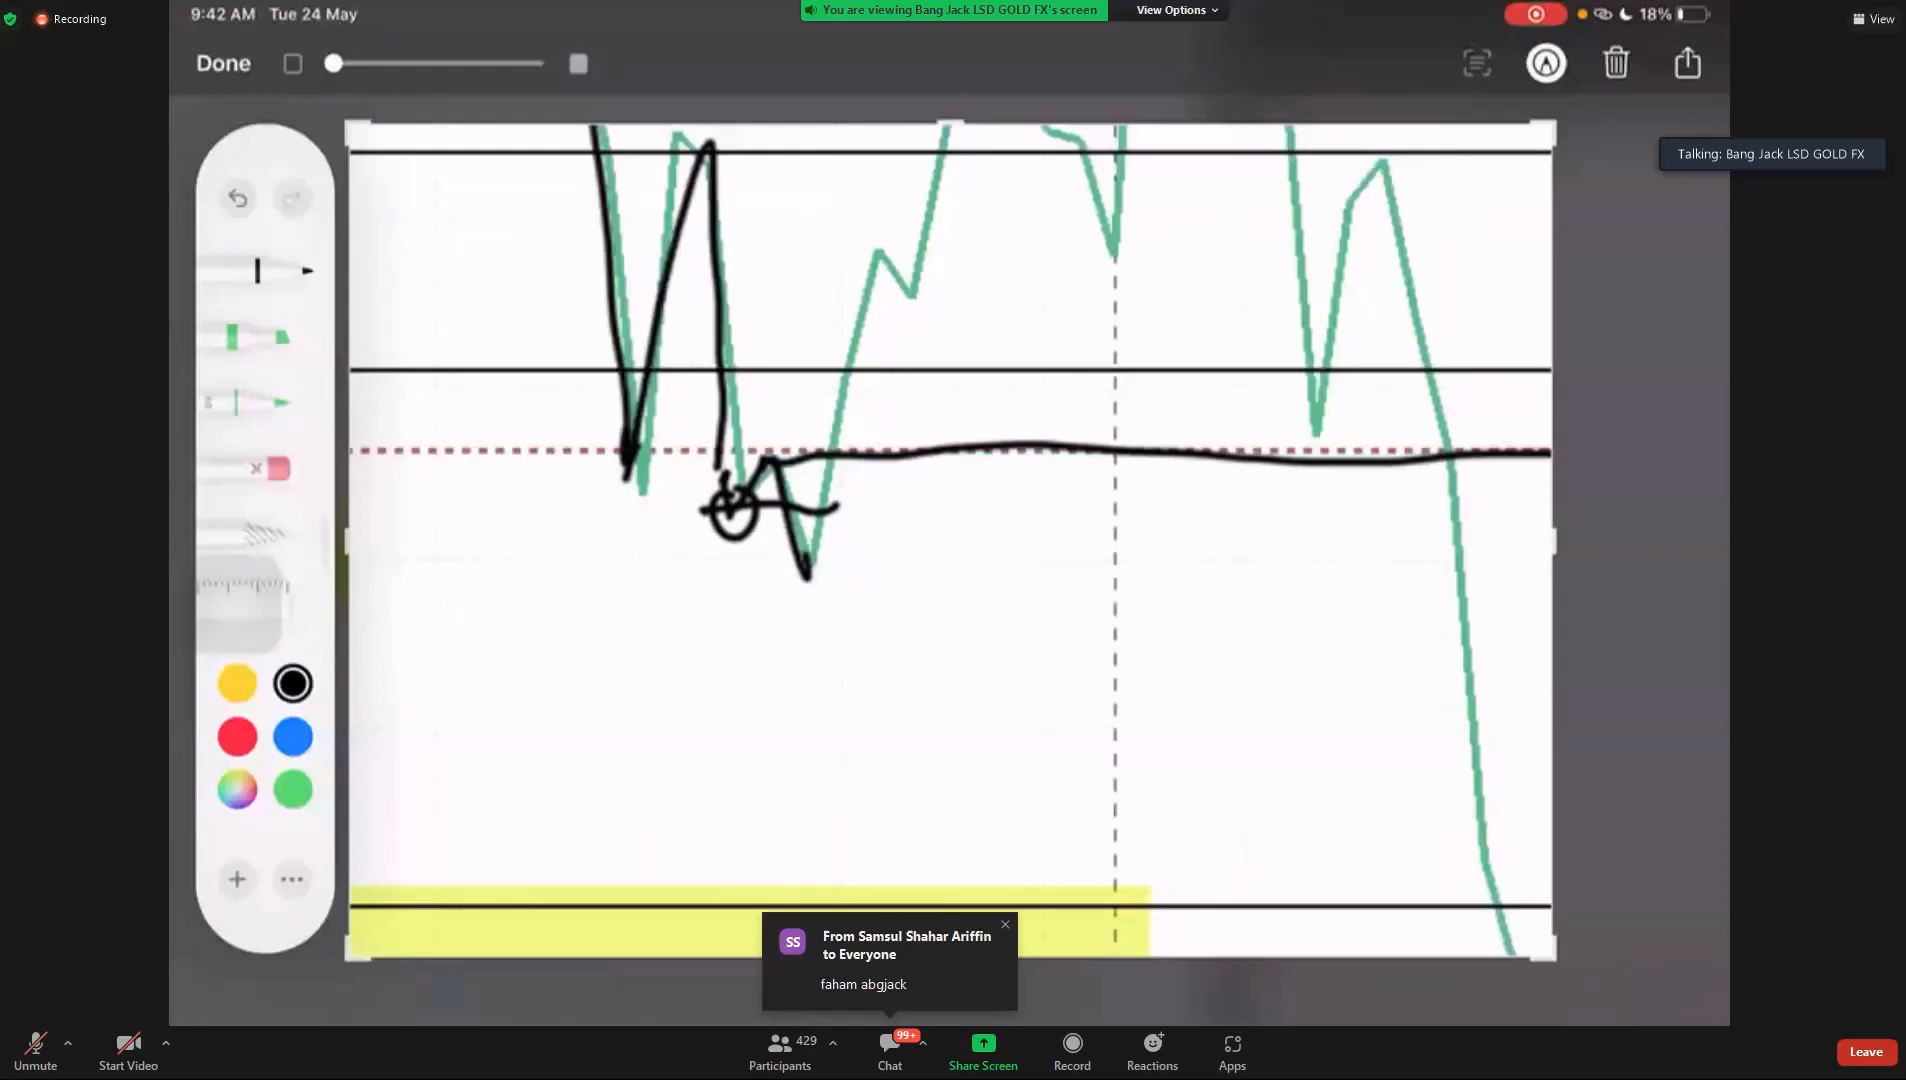 Recording
9:42 AM Tue 24 May
You are viewing Bang Jack LSD GOLD FX's screen
View Options
18%
View
Done
Talking: Bang Jack LSD GOLD FX
SS
From Samsul Shahar Ariffin
to Everyone
faham abgjack
Unmute
Start Video
429
Participants
99+
Chat
Share Screen
Record
Reactions
Apps
Leave